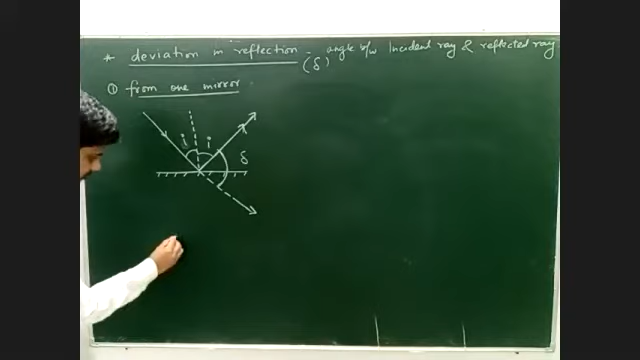 * deviation in reflection - angle b/w Incident ray & reflected ray
(δ)
① from one mirror
i i
δ